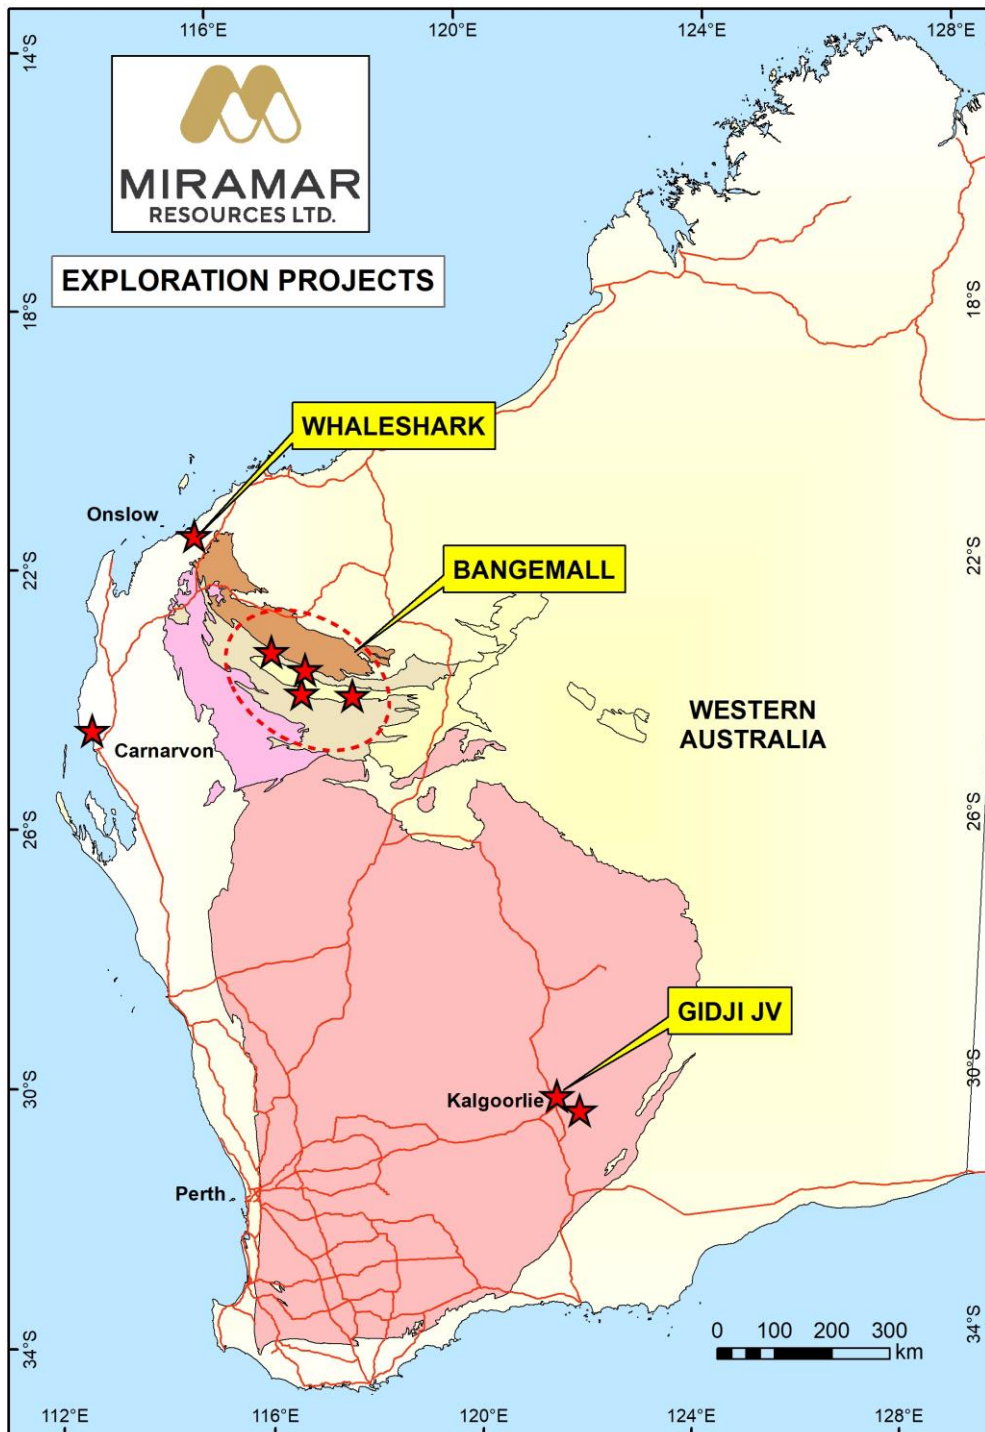 116°E
120°E
124°E
128°E
14°S
MIRAMAR
RESOURCES LTD.
EXPLORATION PROJECTS
18°S
18°S
WHALESHARK
Onslow
22°S
22°S
BANGEMALL
WESTERN
AUSTRALIA
Carnarvon
26°S
26°S
GIDJI JV
30°S
30°S
Kalgoorlie
Perth
34°S
34°S
0 100 200 300
km
112°E
116°E
120°E
124°E
128°E